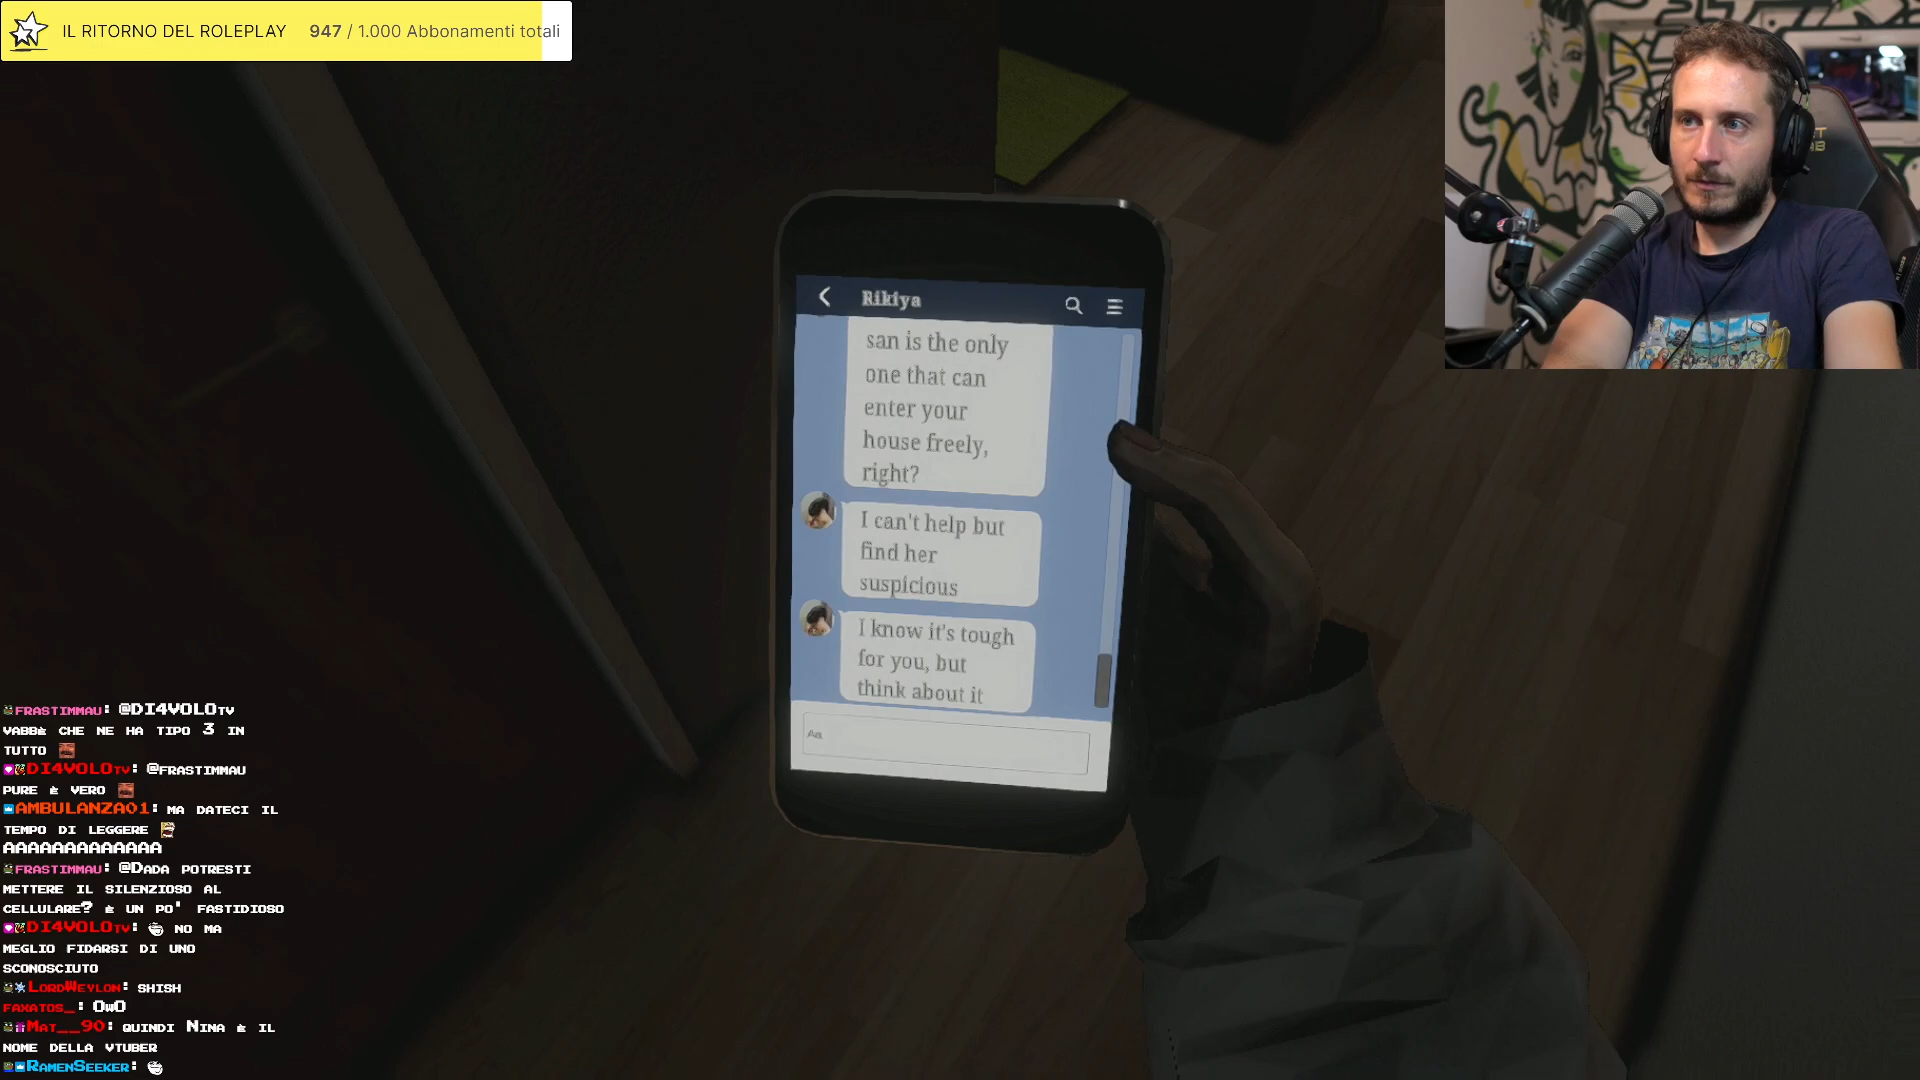 IL RITORNO DEL ROLEPLAY 947 / 1.000 Abbonamenti totali
Rikiya
san is the only
one that can
enter your
house freely,
right?
I can't help but
find her
suspicious
I know it's tough
for you, but
think about it
Aa
FRASTIMMAU: @DI4VOLOTV
VABBÈ CHE NE HA TIPO 3 IN
TUTTO
DI4VOLOTV: @FRASTIMMAU
PURE È VERO
AMBULANZA01: MA DATECI IL
TEMPO DI LEGGERE
AAAAAAAAAAAAA
FRASTIMMAU: @DADA POTRESTI
METTERE IL SILENZIOSO AL
CELLULARE? È UN PO' FASTIDIOSO
DI4VOLOTV: NO MA
MEGLIO FIDARSI DI UNO
SCONOSCIUTO
LORDWEYLON: SHISH
FAXATOS_: OWO
MAT__90: QUINDI NINA È IL
NOME DELLA VTUBER
RAMENSEEKER: